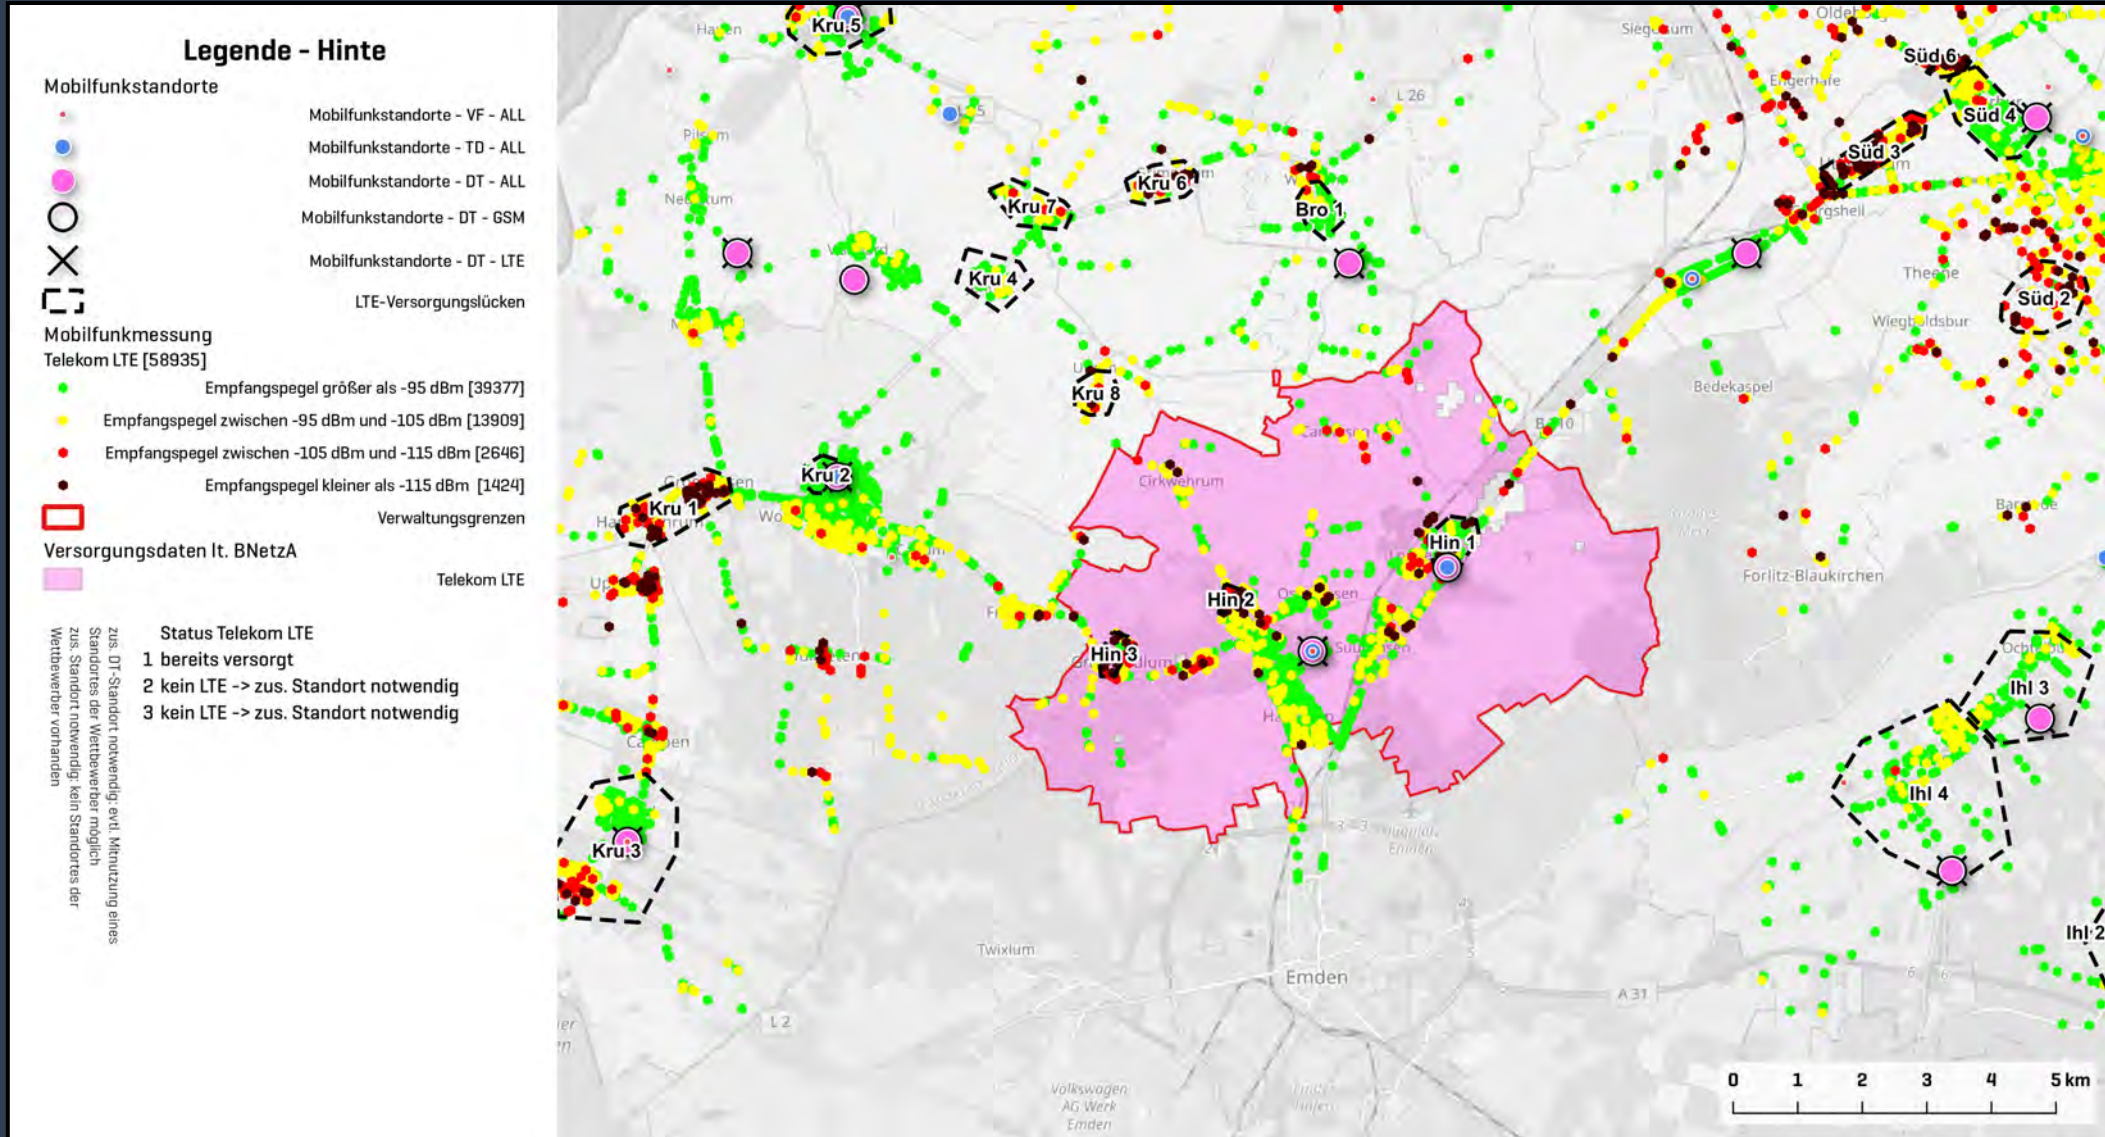 Legende - Hinte
Mobilfunkstandorte
Mobilfunkstandorte - VF - ALL
Mobilfunkstandorte - TD - ALL
Mobilfunkstandorte - DT - ALL
Mobilfunkstandorte - DT - GSM
Mobilfunkstandorte - DT - LTE
LTE-Versorgungslücken
Mobilfunkmessung
Telekom LTE [58935]
Empfangspegel größer als -95 dBm [39377]
Empfangspegel zwischen -95 dBm und -105 dBm [13909]
Empfangspegel zwischen -105 dBm und -115 dBm [2646]
Empfangspegel kleiner als -115 dBm [1424]
Verwaltungsgrenzen
Versorgungsdaten lt. BNetzA
Telekom LTE
Status Telekom LTE
1 bereits versorgt
2 kein LTE -> zus. Standort notwendig
3 kein LTE -> zus. Standort notwendig
zus. DT-Standort notwendig; evtl. Mitnutzung eines
Standortes der Wettbewerber möglich
zus. Standort notwendig; kein Standortes der
Wettbewerber vorhanden
Kru.5
L 26
Siegelsum
Engerhafe
Süd 6
Süd 4
Süd 3
Pilsum
Kru 6
Kru 7
Bro 1
Kru 4
Theene
Süd 2
Wiegboldsbur
Bedekaspel
Kru 8
Cirkwehrum
Kru 2
Kru 1
Hin 1
Forlitz-Blaukirchen
Hin 2
Hin 3
Ihl 3
Ihl 4
Kru.3
Ihl 2
Twixlum
Emden
A 31
L 2
Volkswagen
AG Werk
Emden
0 1 2 3 4 5 km